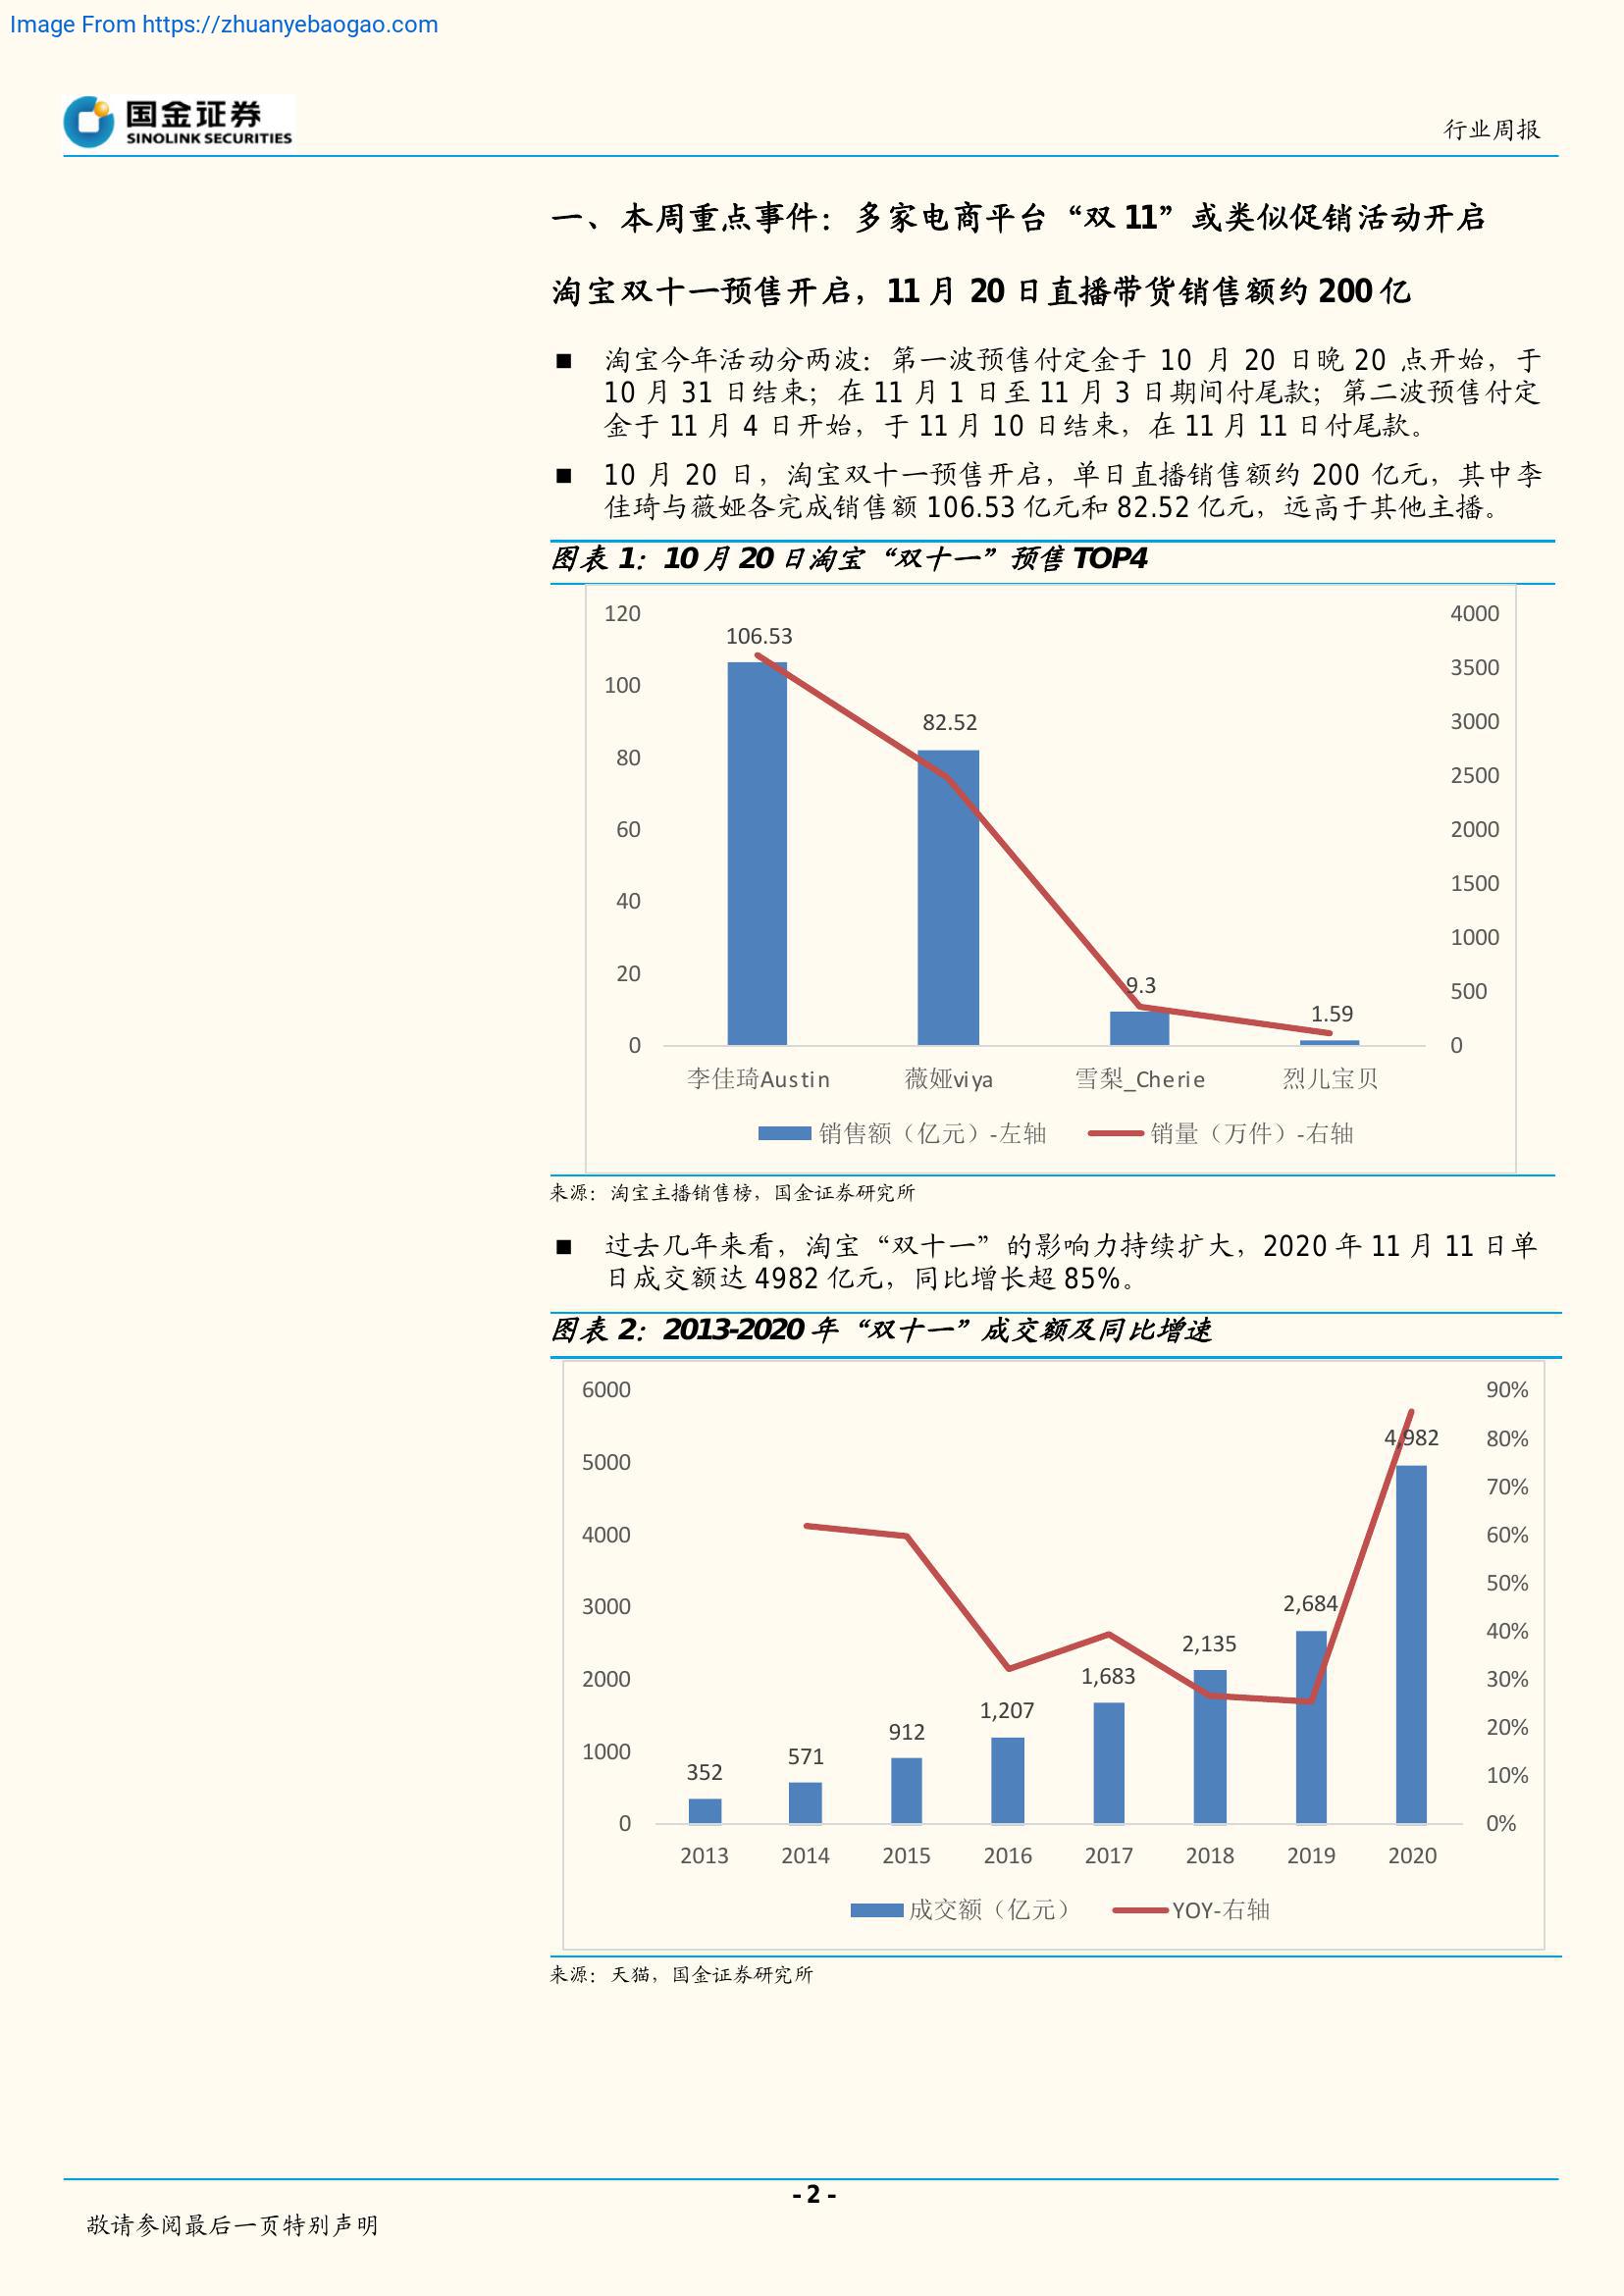 Image From https://zhuanyebaogao.com
国金证券
SINOLINK SECURITIES
行业周报
一、本周重点事件：多家电商平台“双 11”或类似促销活动开启
淘宝双十一预售开启，11 月 20 日直播带货销售额约 200 亿
■ 淘宝今年活动分两波：第一波预售付定金于 10 月 20 日晚 20 点开始，于
10 月 31 日结束；在 11 月 1 日至 11 月 3 日期间付尾款；第二波预售付定
金于 11 月 4 日开始，于 11 月 10 日结束，在 11 月 11 日付尾款。
■ 10 月 20 日，淘宝双十一预售开启，单日直播销售额约 200 亿元，其中李
佳琦与薇娅各完成销售额 106.53 亿元和 82.52 亿元，远高于其他主播。
图表 1：10 月 20 日淘宝“双十一”预售 TOP4
120
100
80
60
40
20
0
106.53
82.52
9.3
1.59
4000
3500
3000
2500
2000
1500
1000
500
0
李佳琦Austin 薇娅viya 雪梨_Cherie 烈儿宝贝
销售额（亿元）-左轴 销量（万件）-右轴
来源：淘宝主播销售榜，国金证券研究所
■ 过去几年来看，淘宝“双十一”的影响力持续扩大，2020 年 11 月 11 日单
日成交额达 4982 亿元，同比增长超 85%。
图表 2：2013-2020 年“双十一”成交额及同比增速
6000
5000
4000
3000
2000
1000
0
352
571
912
1,207
1,683
2,135
2,684
4,982
90%
80%
70%
60%
50%
40%
30%
20%
10%
0%
2013 2014 2015 2016 2017 2018 2019 2020
成交额（亿元） YOY-右轴
来源：天猫，国金证券研究所
- 2 -
敬请参阅最后一页特别声明